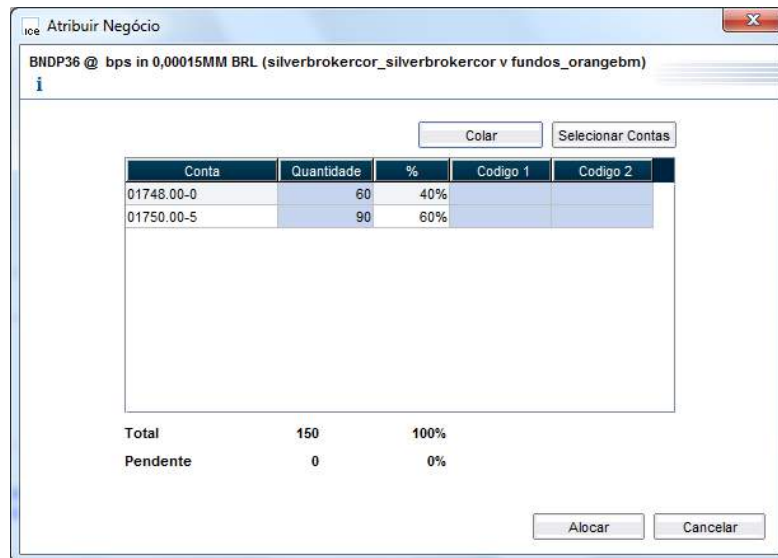 ice Atribuir Negócio
BNDP36 @ bps in 0,00015MM BRL (silverbrokercor_silverbrokercor v fundos_orangebm)
i
Colar Selecionar Contas
Conta Quantidade % Codigo 1 Codigo 2
01748.00-0 60 40%
01750.00-5 90 60%
Total 150 100%
Pendente 0 0%
Alocar Cancelar